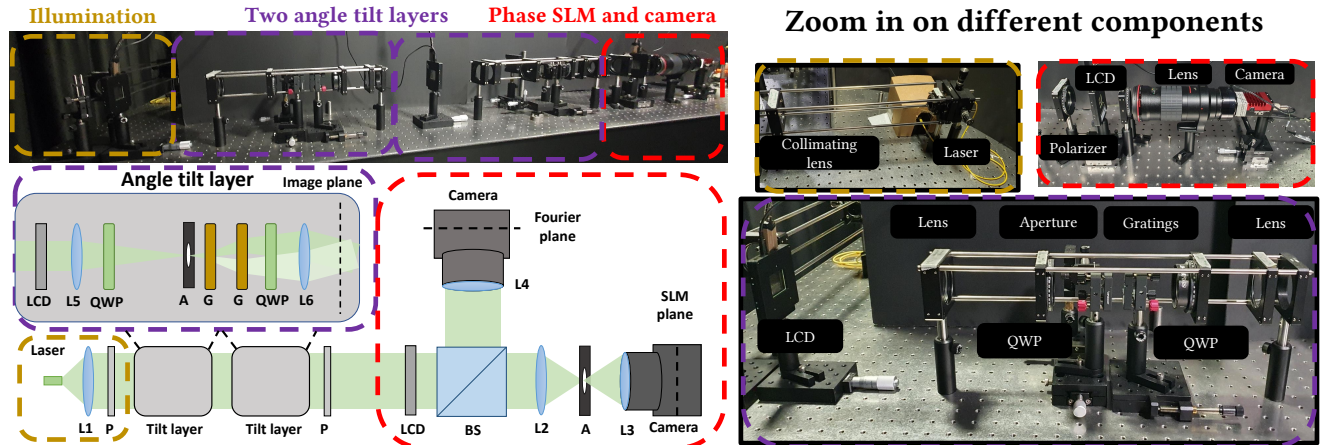 Illumination
Two angle tilt layers
Phase SLM and camera
Zoom in on different components
Angle tilt layer
Image plane
LCD
L5
QWP
A
G
G
QWP
L6
Laser
L1
P
Tilt layer
Tilt layer
P
Camera
Fourier
plane
L4
SLM
plane
LCD
BS
L2
A
L3
Camera
Collimating
lens
Laser
LCD
Lens
Camera
Polarizer
Lens
Aperture
Gratings
Lens
LCD
QWP
QWP